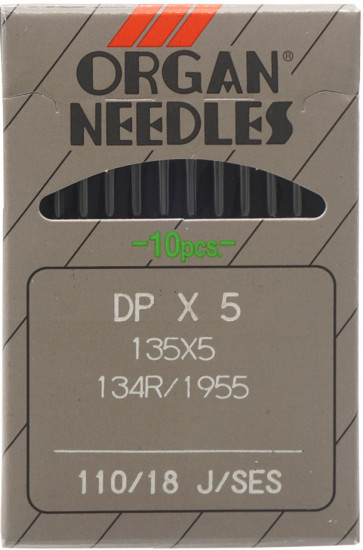 ORGAN®
NEEDLES
-10pcs.-
DP X 5
135X5
134R/1955
110/18 J/SES